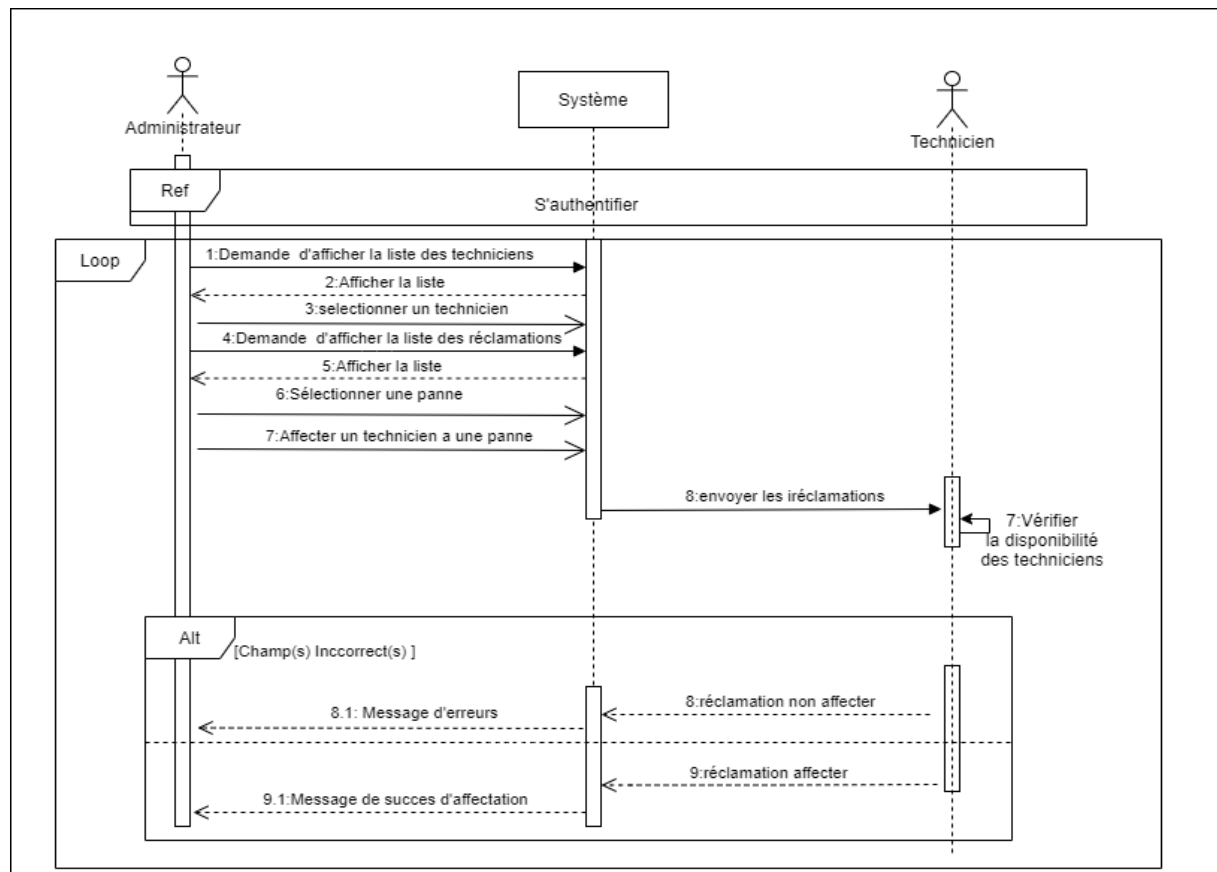 Administrateur
Système
Technicien
Ref
S'authentifier
Loop
1:Demande d'afficher la liste des techniciens
2:Afficher la liste
3:selectionner un technicien
4:Demande d'afficher la liste des réclamations
5:Afficher la liste
6:Sélectionner une panne
7:Affecter un technicien a une panne
8:envoyer les iréclamations
7:Vérifier
la disponibilité
des techniciens
Alt
[Champ(s) Inccorrect(s) ]
8:réclamation non affecter
8.1: Message d'erreurs
9:réclamation affecter
9.1:Message de succes d'affectation